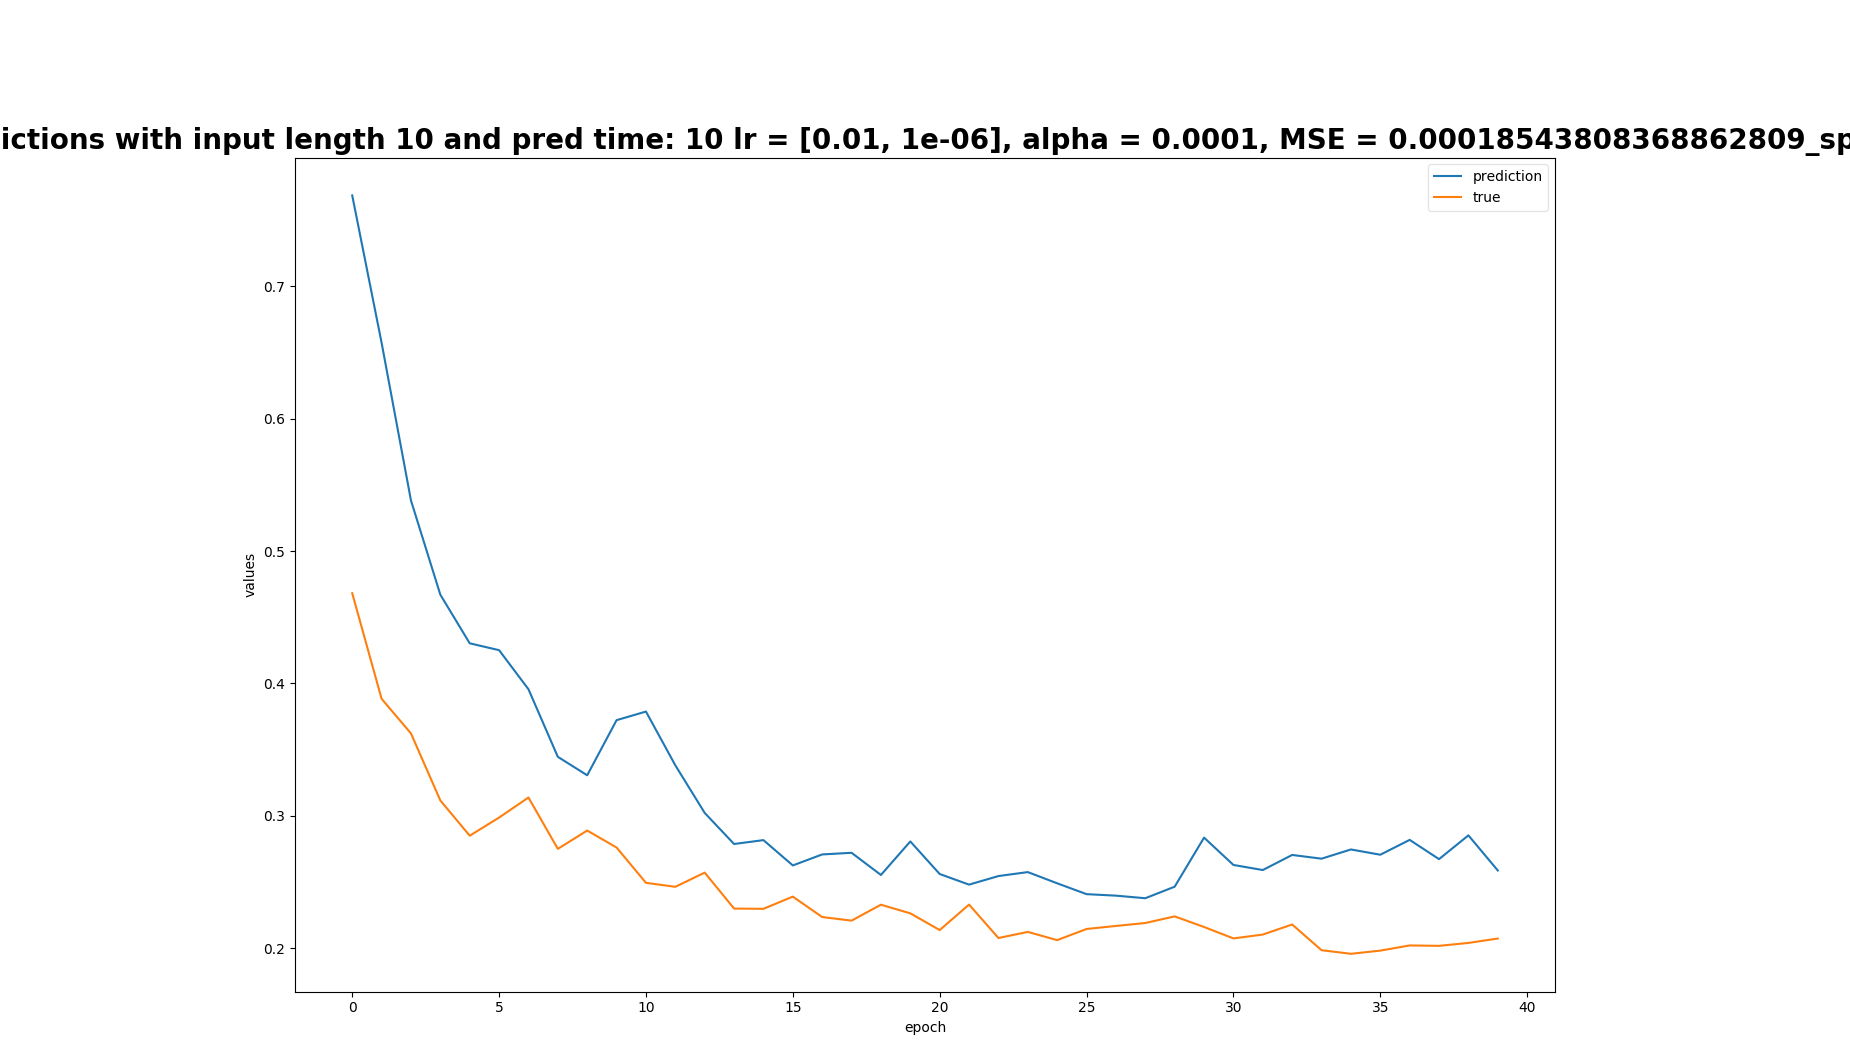 ictions with input length 10 and pred time: 10 lr = [0.01, 1e-06], alpha = 0.0001, MSE = 0.00018543808368862809_sp
prediction
true
0.7
0.6
0.5
0.4
0.3
0.2
values
0 5 10 15 20 25 30 35 40
epoch